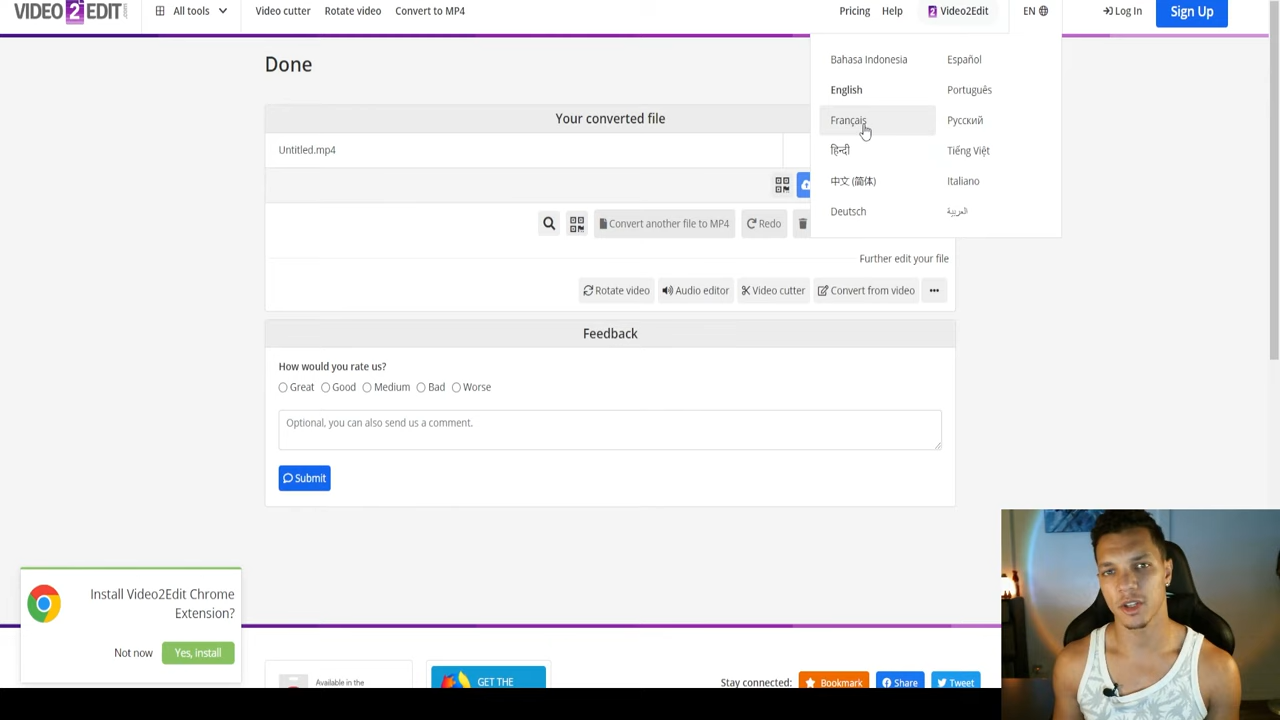 VIDEO2EDIT.com
All tools
Video cutter
Rotate video
Convert to MP4
Pricing
Help
Video2Edit
EN
Log In
Sign Up
Bahasa Indonesia
Español
English
Português
Français
Русский
हिन्दी
Tiếng Việt
中文 (简体)
Italiano
Deutsch
العربية
Done
Your converted file
Untitled.mp4
Convert another file to MP4
Redo
Further edit your file
Rotate video
Audio editor
Video cutter
Convert from video
Feedback
How would you rate us?
Great
Good
Medium
Bad
Worse
Optional, you can also send us a comment.
Submit
Install Video2Edit Chrome
Extension?
Not now
Yes, install
Available in the
GET THE
Stay connected:
Bookmark
Share
Tweet